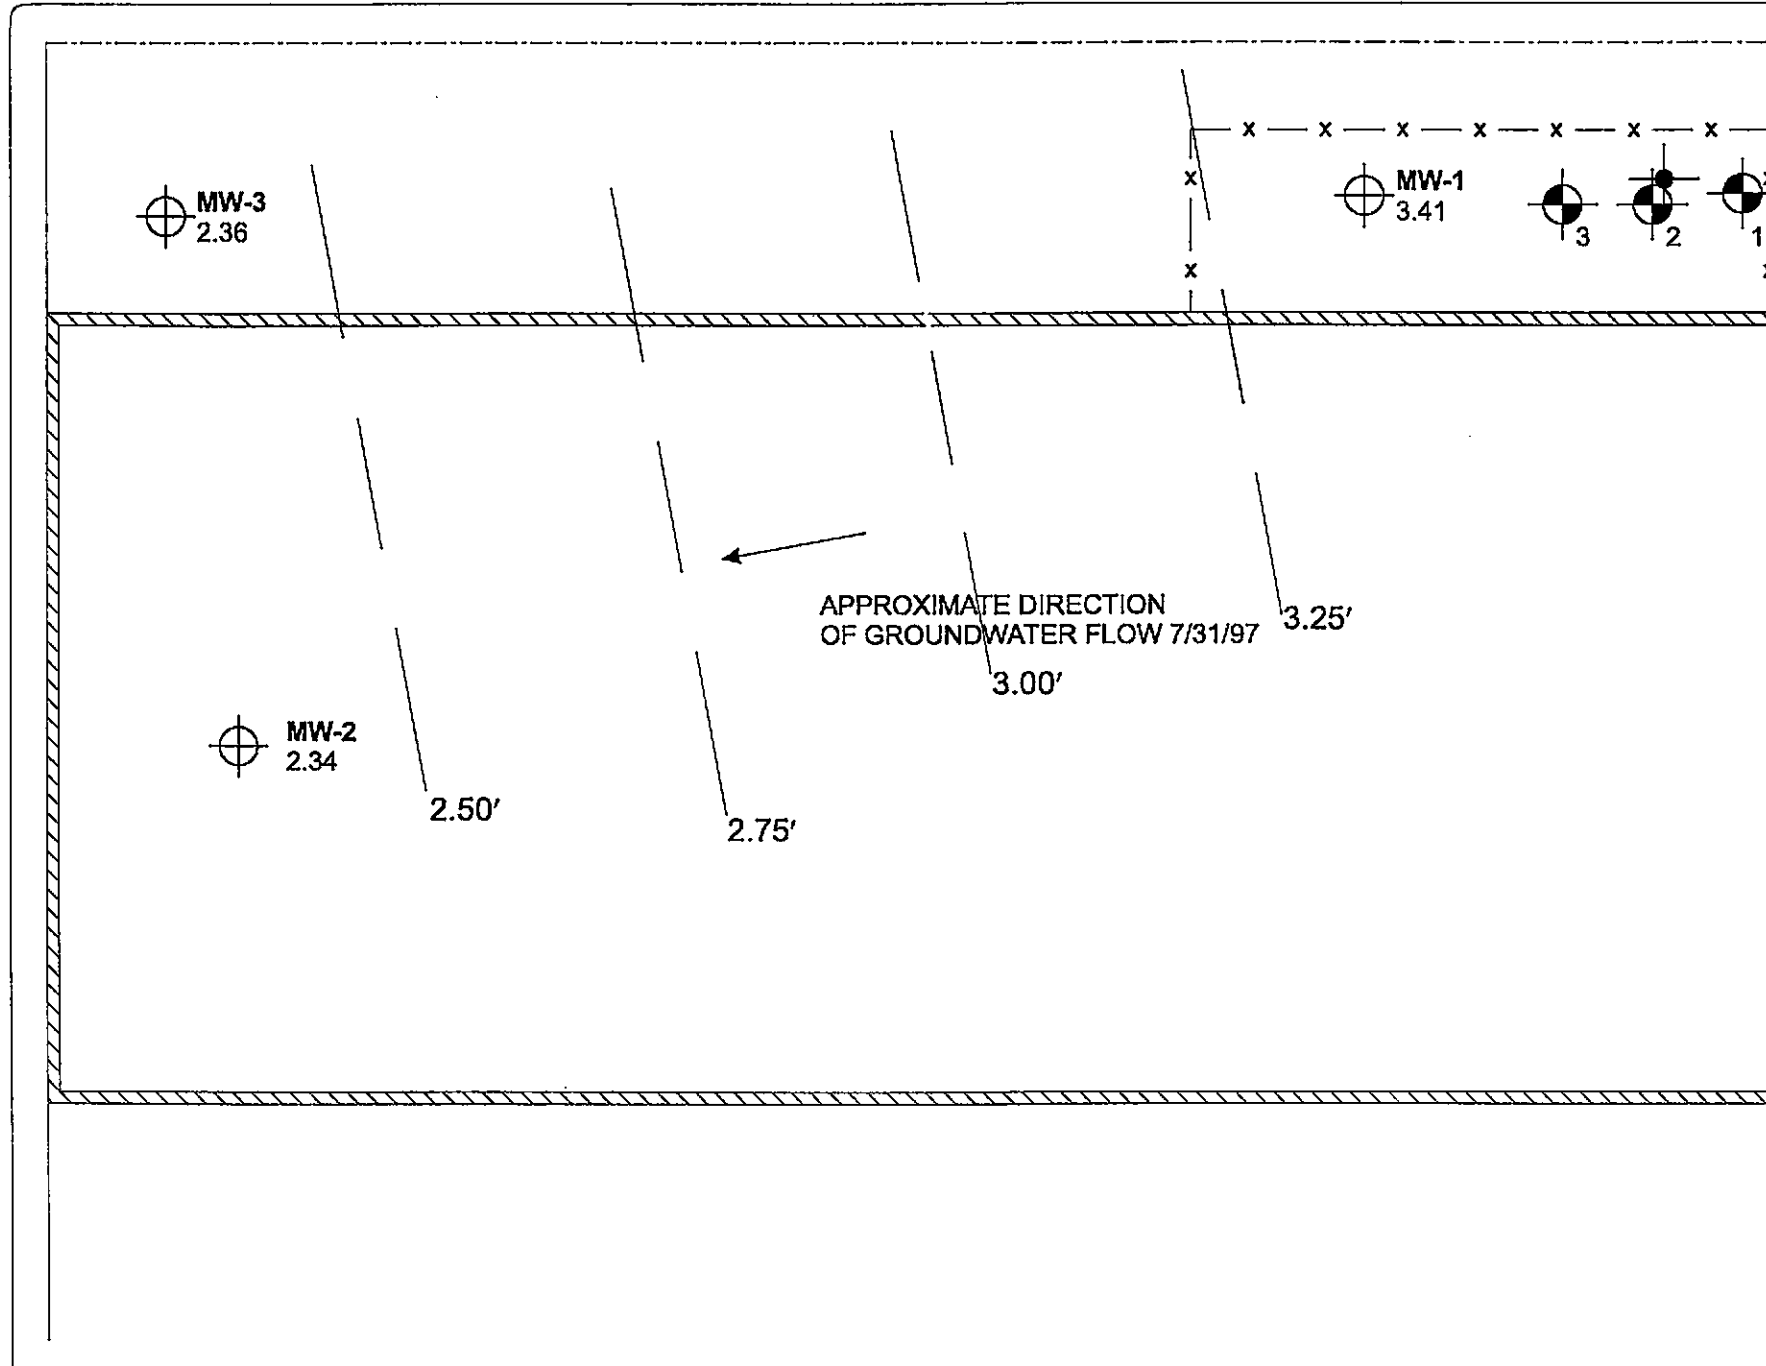 x x x x x x x
MW-1
3.41
x
x
MW-3
2.36
3 2 1
x
x
APPROXIMATE DIRECTION
OF GROUNDWATER FLOW 7/31/97
3.25'
3.00'
MW-2
2.34
2.50'
2.75'